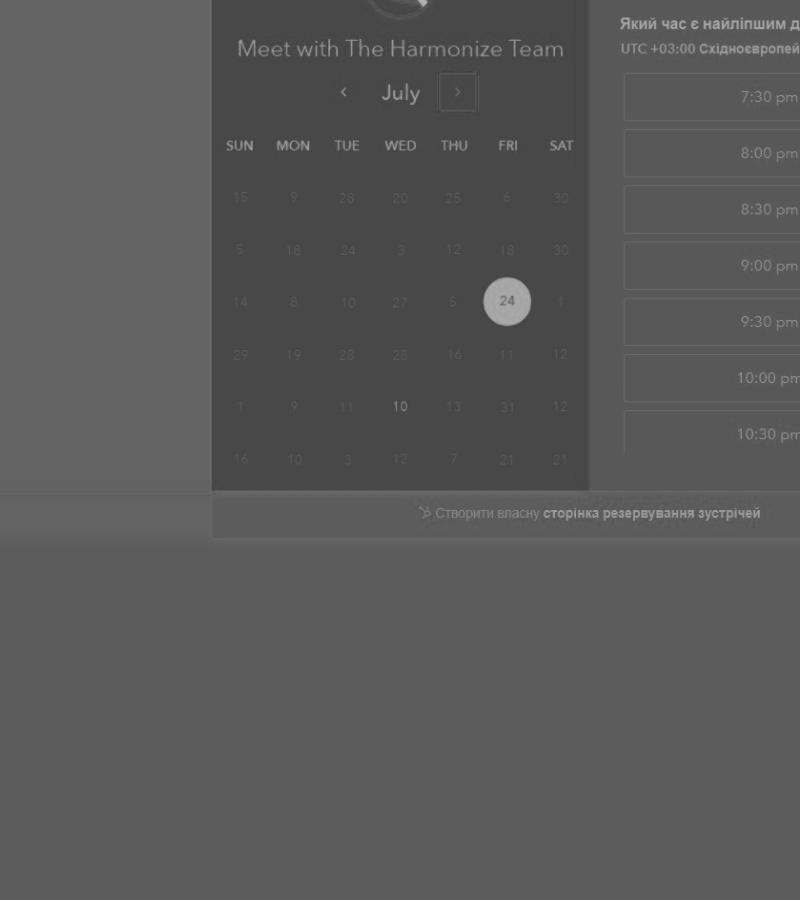 Meet with The Harmonize Team
‹ July ›
SUN MON TUE WED THU FRI SAT
15 9 28 20 25 6 30
5 18 24 3 12 18 30
14 8 10 27 5 24 1
29 19 28 28 16 11 12
1 9 11 10 13 31 12
16 10 3 12 7 21 21
Який час є найліпшим д
UTC +03:00 Східноєвропей
7:30 pm
8:00 pm
8:30 pm
9:00 pm
9:30 pm
10:00 pm
10:30 pm
Створити власну сторінка резервування зустрічей